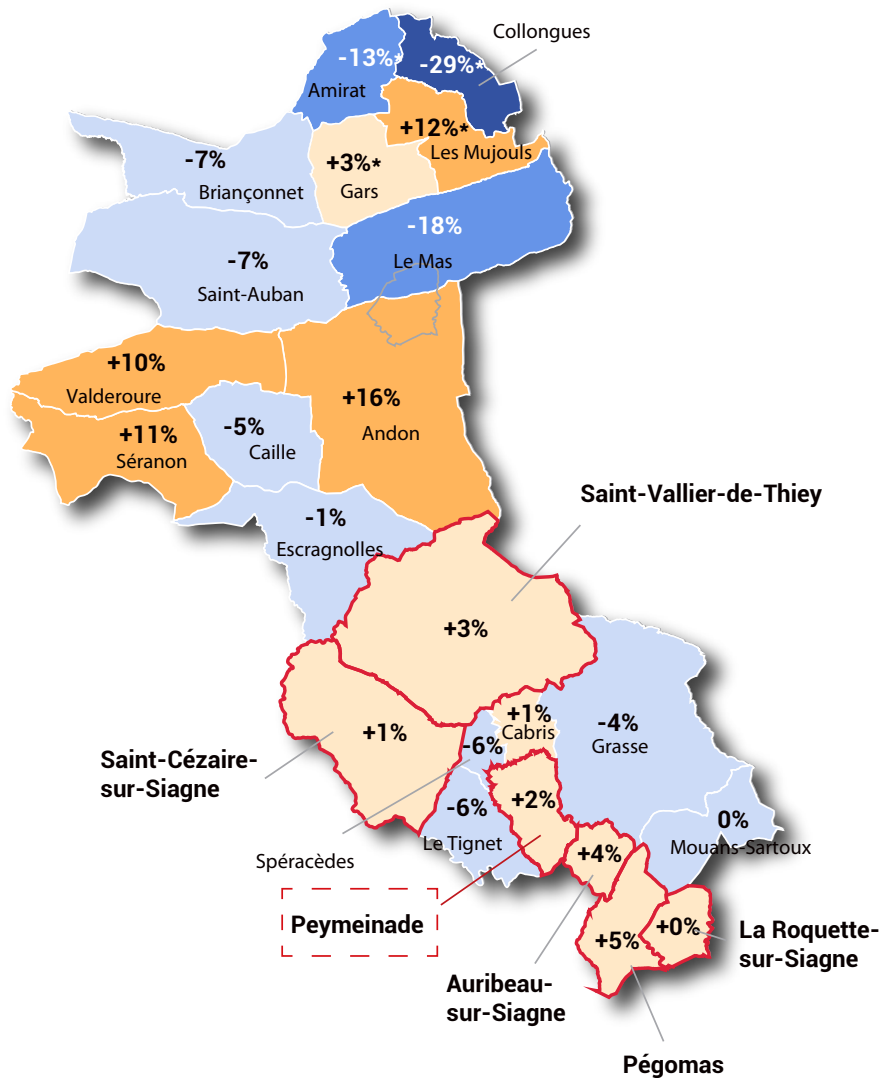 Collongues
-13%*
-29%*
Amirat
+12%*
Les Mujouls
-7%
Briançonnet
+3%*
Gars
-18%
Le Mas
-7%
Saint-Auban
+10%
Valderoure
+16%
Andon
+11%
Séranon
-5%
Caille
Saint-Vallier-de-Thiey
-1%
Escragnolles
+3%
+1%
Cabris
-4%
Grasse
+1%
-6%
Saint-Cézaire-
sur-Siagne
+2%
-6%
Le Tignet
0%
Mouans-Sartoux
Spéracèdes
+4%
Peymeinade
+5%
+0%
La Roquette-
sur-Siagne
Auribeau-
sur-Siagne
Pégomas